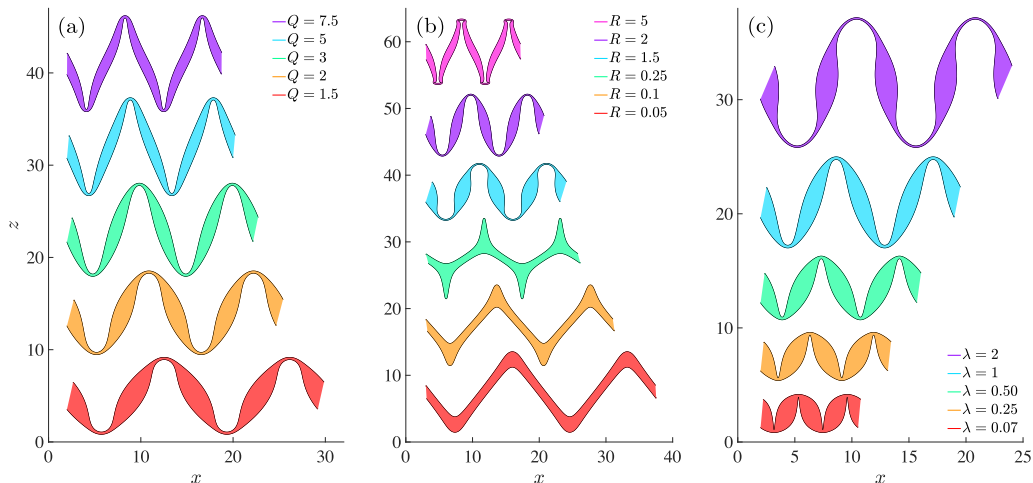 (a)
Q = 7.5
Q = 5
Q = 3
Q = 2
Q = 1.5
40
30
20
10
0
z
0 10 20 30
x
(b)
R = 5
R = 2
R = 1.5
R = 0.25
R = 0.1
R = 0.05
60
50
40
30
20
10
0
0 10 20 30 40
x
(c)
30
20
10
0
λ = 2
λ = 1
λ = 0.50
λ = 0.25
λ = 0.07
0 5 10 15 20 25
x